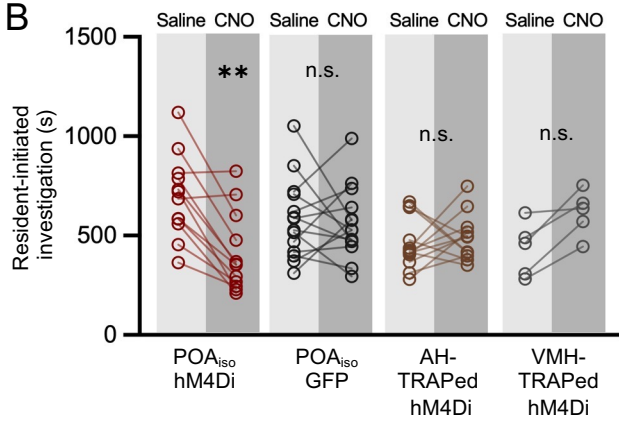 B
Saline CNO Saline CNO Saline CNO Saline CNO
1500
1000
500
0
Resident-initiated
investigation (s)
**
n.s.
n.s.
n.s.
POAiso
hM4Di
POAiso
GFP
AH-
TRAPed
hM4Di
VMH-
TRAPed
hM4Di